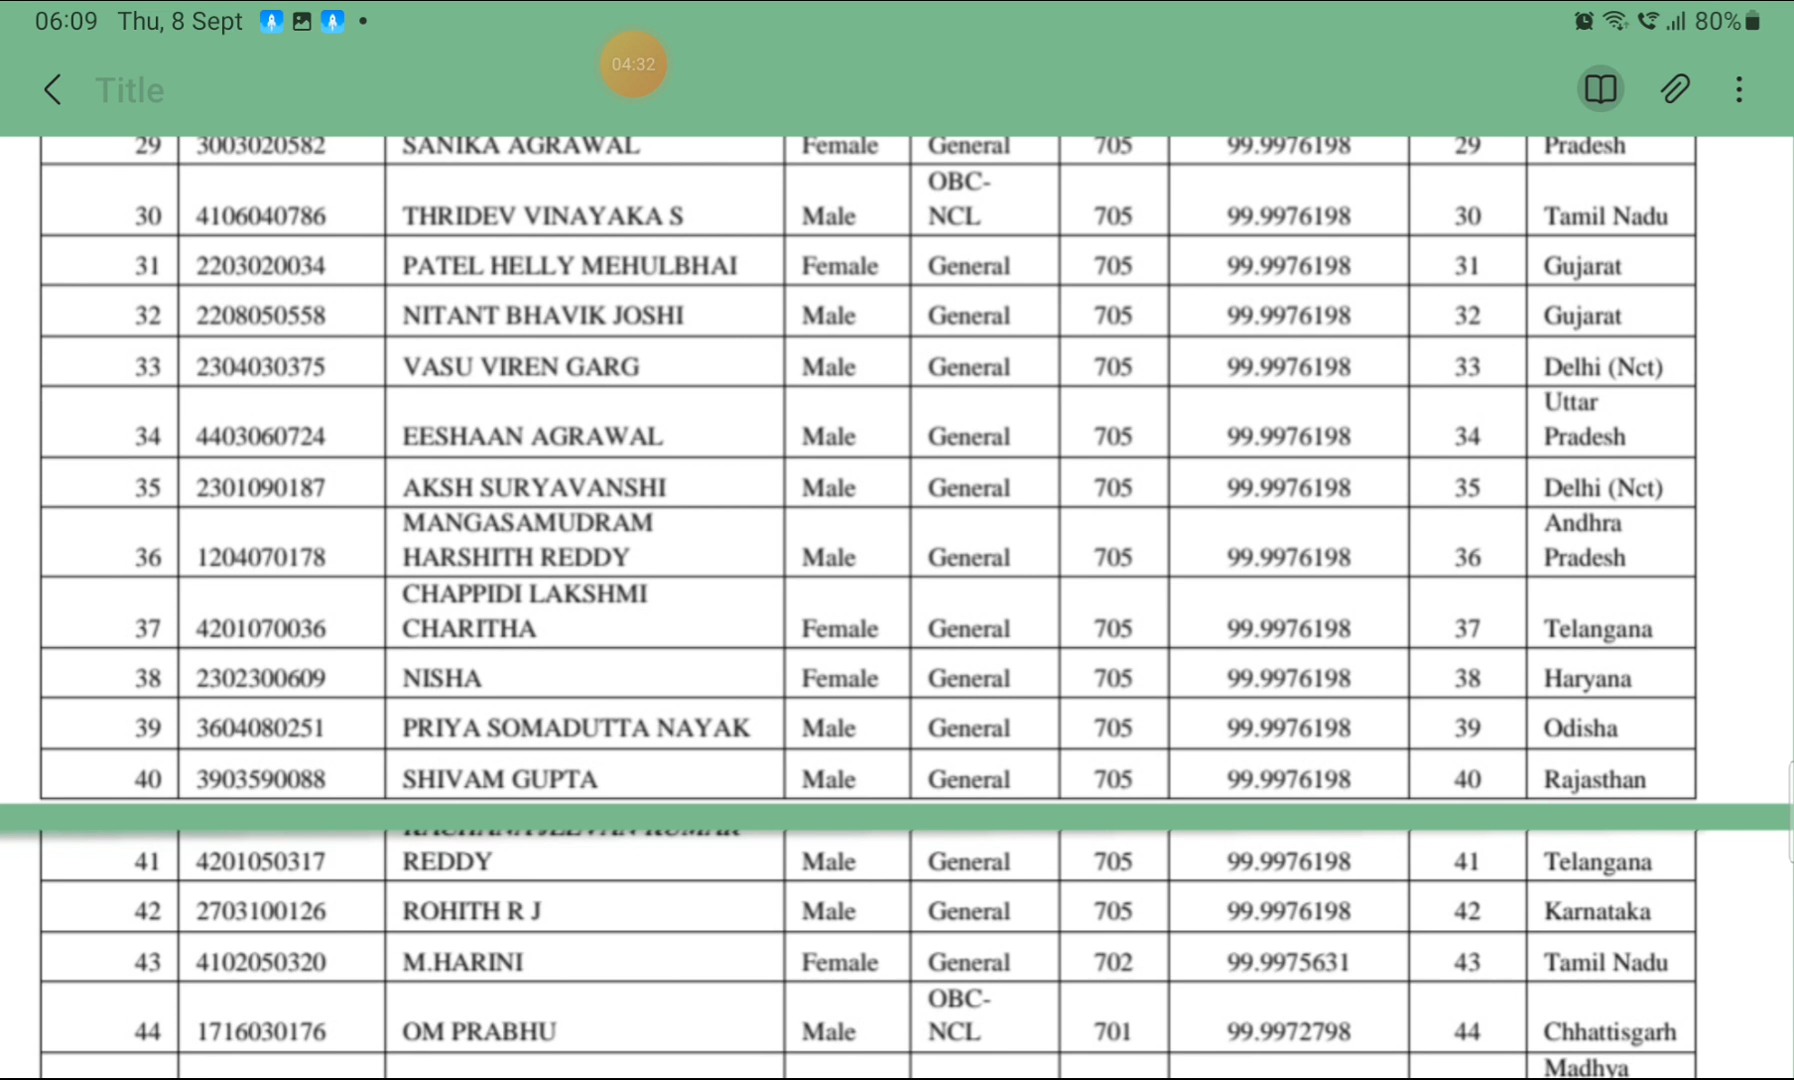 06:09 Thu, 8 Sept 80%
04:32
Title
29 3003020582 SANIKA AGRAWAL Female General 705 99.9976198 29 Pradesh
OBC-
30 4106040786 THRIDEV VINAYAKA S Male NCL 705 99.9976198 30 Tamil Nadu
31 2203020034 PATEL HELLY MEHULBHAI Female General 705 99.9976198 31 Gujarat
32 2208050558 NITANT BHAVIK JOSHI Male General 705 99.9976198 32 Gujarat
33 2304030375 VASU VIREN GARG Male General 705 99.9976198 33 Delhi (Nct)
Uttar
34 4403060724 EESHAAN AGRAWAL Male General 705 99.9976198 34 Pradesh
35 2301090187 AKSH SURYAVANSHI Male General 705 99.9976198 35 Delhi (Nct)
MANGASAMUDRAM Andhra
36 1204070178 HARSHITH REDDY Male General 705 99.9976198 36 Pradesh
CHAPPIDI LAKSHMI
37 4201070036 CHARITHA Female General 705 99.9976198 37 Telangana
38 2302300609 NISHA Female General 705 99.9976198 38 Haryana
39 3604080251 PRIYA SOMADUTTA NAYAK Male General 705 99.9976198 39 Odisha
40 3903590088 SHIVAM GUPTA Male General 705 99.9976198 40 Rajasthan
41 4201050317 REDDY Male General 705 99.9976198 41 Telangana
42 2703100126 ROHITH R J Male General 705 99.9976198 42 Karnataka
43 4102050320 M.HARINI Female General 702 99.9975631 43 Tamil Nadu
OBC-
44 1716030176 OM PRABHU Male NCL 701 99.9972798 44 Chhattisgarh
Madhya